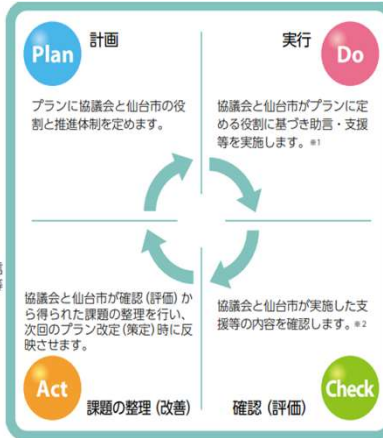 Plan
計画
プランに協議会と仙台市の役
割と推進体制を定めます。
実行
Do
協議会と仙台市がプランに定
める役割に基づき助言・支援
等を実施します。※1
協議会と仙台市が確認(評価)か
ら得られた課題の整理を行い、
次回のプラン改定(策定)時に反
映させます。
Act
課題の整理(改善)
協議会と仙台市が実施した支
援等の内容を確認します。※2
確認(評価)
Check